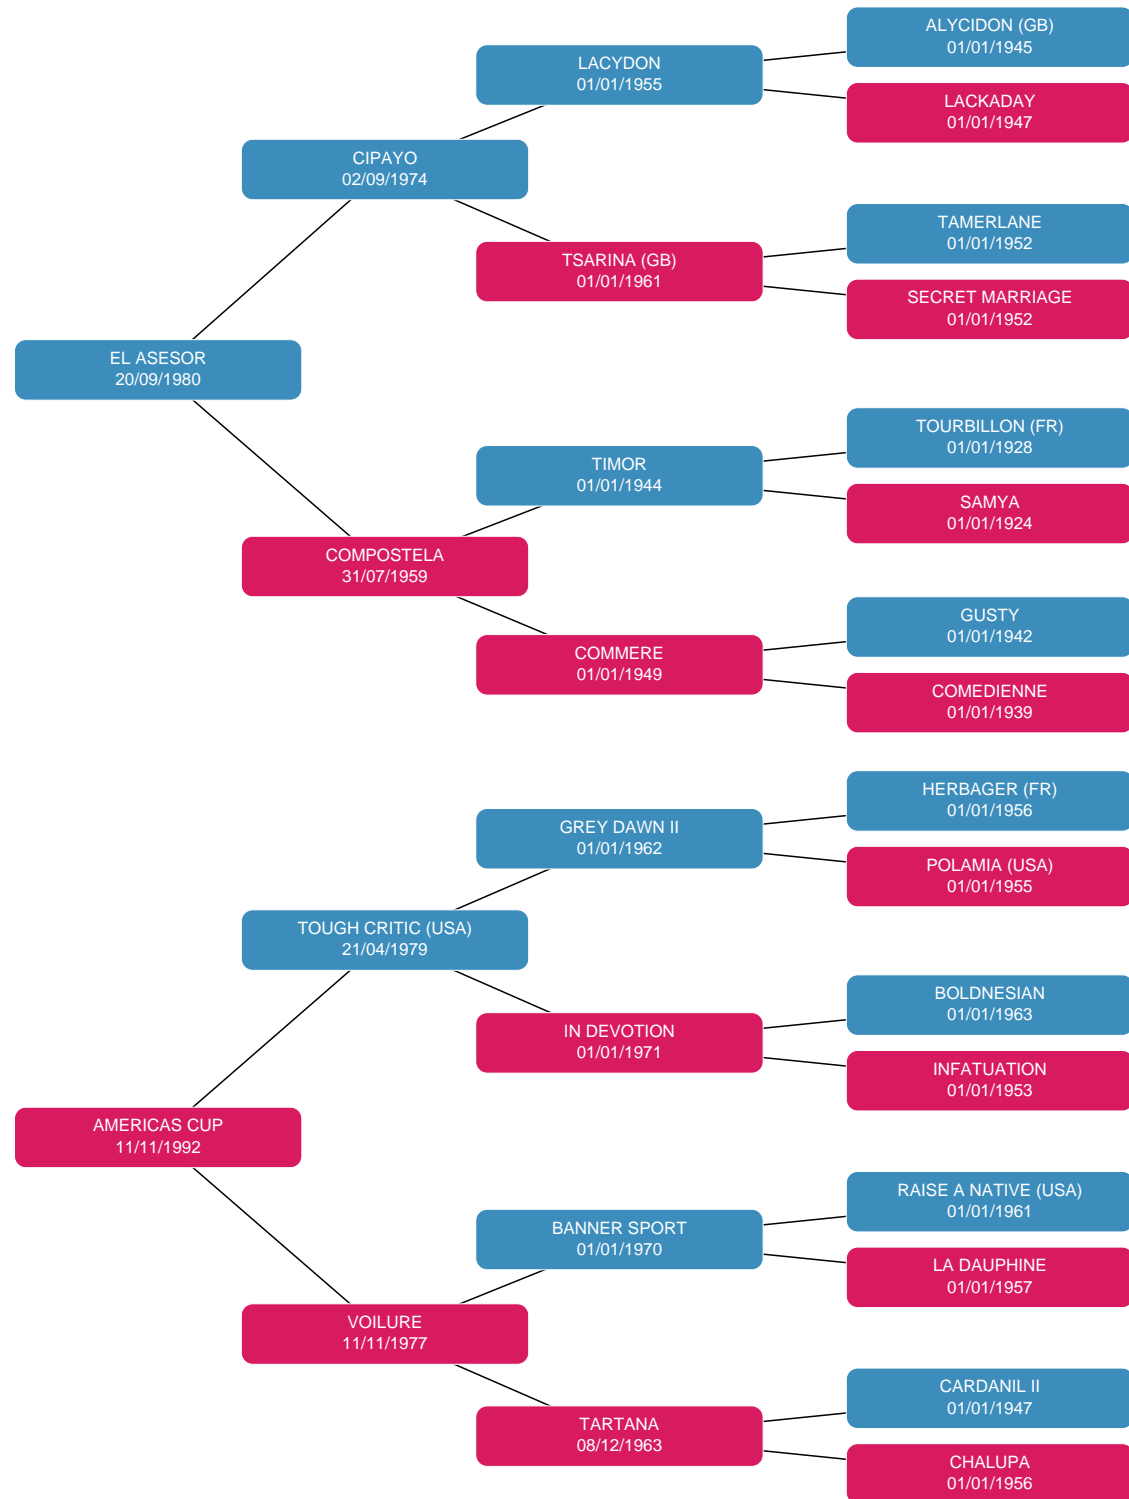 ALYCIDON (GB)
01/01/1945
LACYDON
01/01/1955
LACKADAY
01/01/1947
CIPAYO
02/09/1974
TAMERLANE
01/01/1952
TSARINA (GB)
01/01/1961
SECRET MARRIAGE
01/01/1952
EL ASESOR
20/09/1980
TOURBILLON (FR)
01/01/1928
TIMOR
01/01/1944
SAMYA
01/01/1924
COMPOSTELA
31/07/1959
GUSTY
01/01/1942
COMMERE
01/01/1949
COMEDIENNE
01/01/1939
HERBAGER (FR)
01/01/1956
GREY DAWN II
01/01/1962
POLAMIA (USA)
01/01/1955
TOUGH CRITIC (USA)
21/04/1979
BOLDNESIAN
01/01/1963
IN DEVOTION
01/01/1971
INFATUATION
01/01/1953
AMERICAS CUP
11/11/1992
RAISE A NATIVE (USA)
01/01/1961
BANNER SPORT
01/01/1970
LA DAUPHINE
01/01/1957
VOILURE
11/11/1977
CARDANIL II
01/01/1947
TARTANA
08/12/1963
CHALUPA
01/01/1956